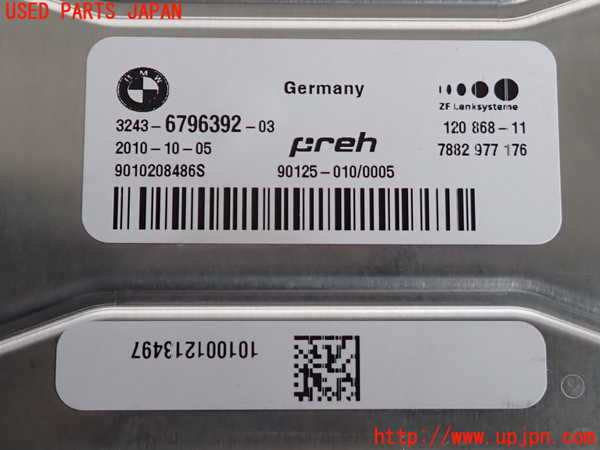 USED PARTS JAPAN
BMW
Germany
ZF Lenksysteme
3243-6796392-03
preh
120 868-11
2010-10-05
7882 977 176
9010208486S
90125-010/0005
101001213497
http://www.upjpn.com/